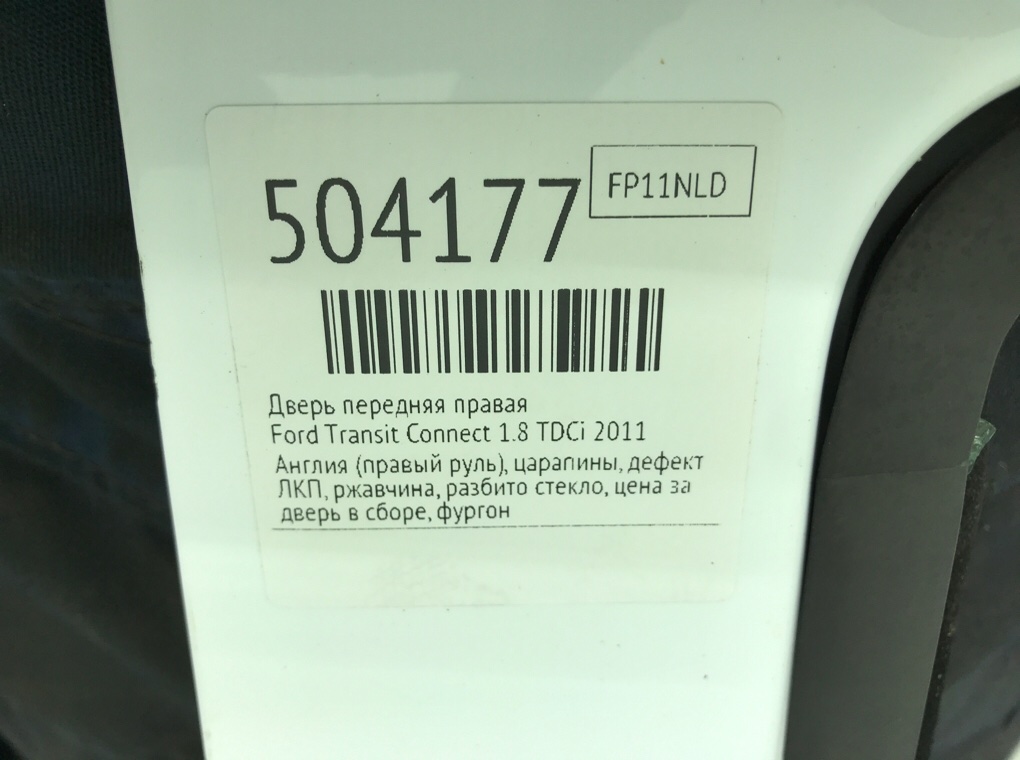 504177
FP11NLD
Дверь передняя правая
Ford Transit Connect 1.8 TDCi 2011
Англия (правый руль), царапины, дефект
ЛКП, ржавчина, разбито стекло, цена за
дверь в сборе, фургон